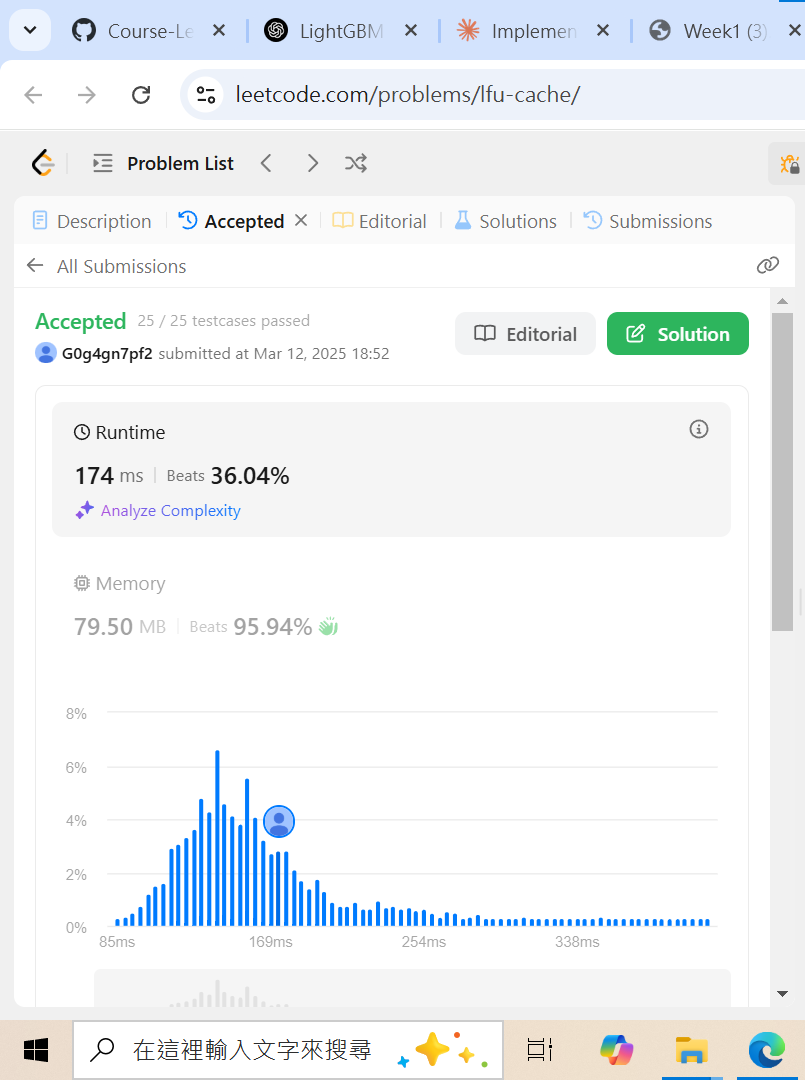 Course-Le
LightGBM
Implemen
Week1 (3)
leetcode.com/problems/lfu-cache/
Problem List
Description
Accepted
Editorial
Solutions
Submissions
All Submissions
Accepted 25 / 25 testcases passed
G0g4gn7pf2 submitted at Mar 12, 2025 18:52
Editorial
Solution
Runtime
174 ms Beats 36.04%
Analyze Complexity
Memory
79.50 MB Beats 95.94%
8%
6%
4%
2%
0%
85ms 169ms 254ms 338ms
在這裡輸入文字來搜尋